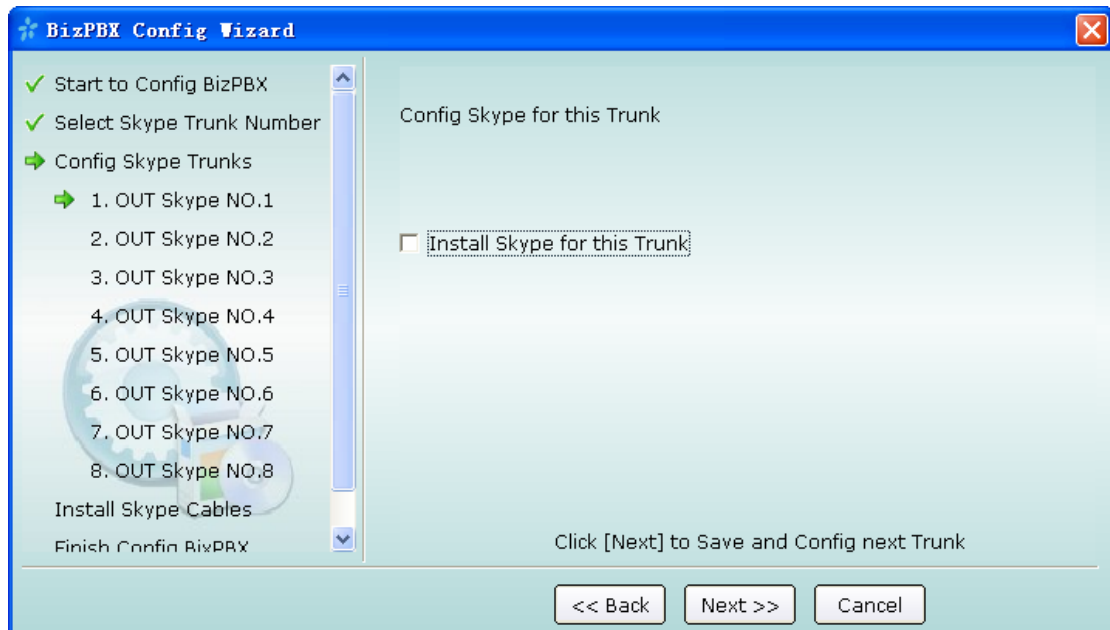 BizPBX Config Wizard
Start to Config BizPBX
Select Skype Trunk Number
Config Skype Trunks
1. OUT Skype NO.1
2. OUT Skype NO.2
3. OUT Skype NO.3
4. OUT Skype NO.4
5. OUT Skype NO.5
6. OUT Skype NO.6
7. OUT Skype NO.7
8. OUT Skype NO.8
Install Skype Cables
Finish Config BixPBX
Config Skype for this Trunk
Install Skype for this Trunk
Click [Next] to Save and Config next Trunk
<< Back
Next >>
Cancel